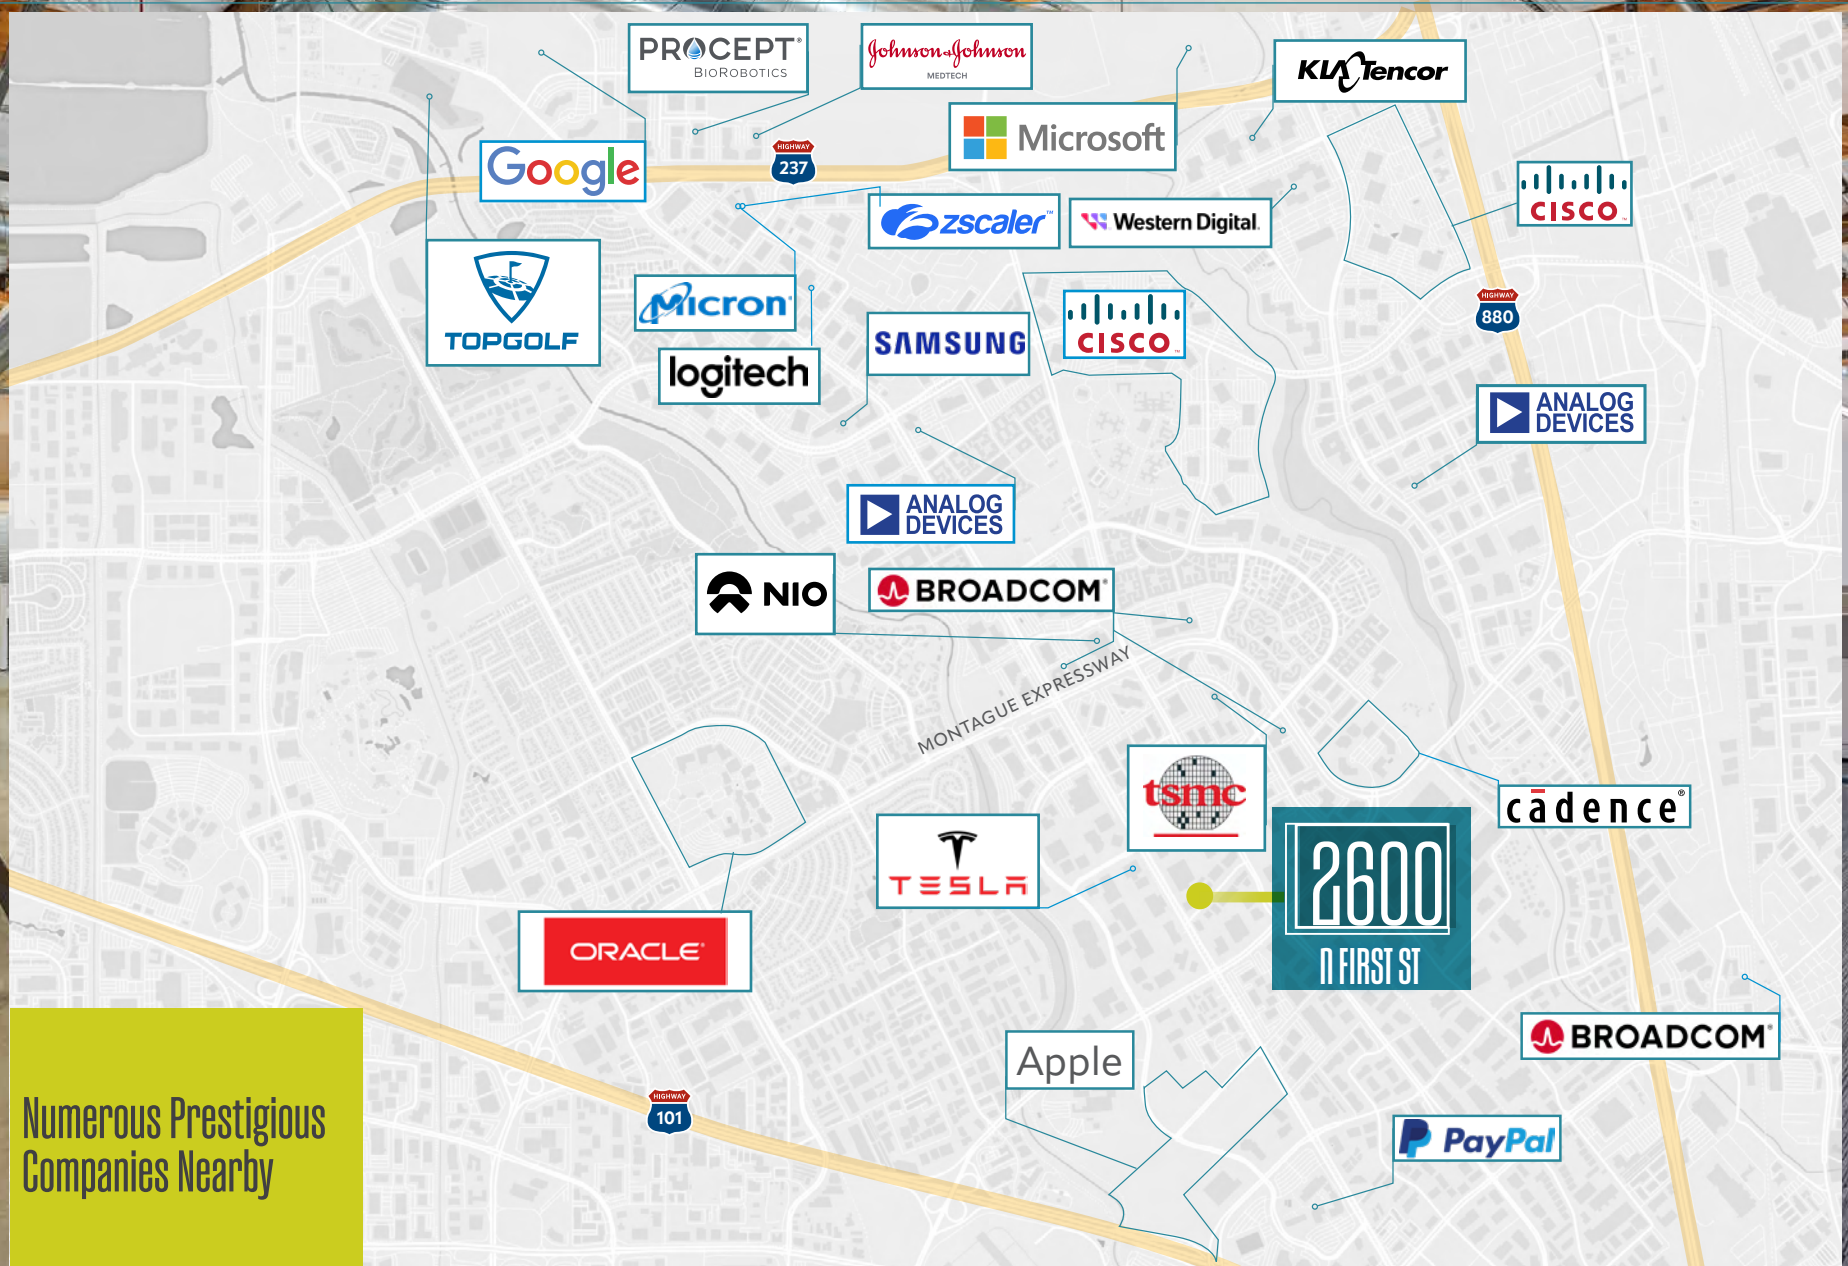 PROCEPT®
BIOROBOTICS
Johnson&Johnson
MEDTECH
KLA Tencor
Microsoft
Google
HIGHWAY
237
CISCO
zscaler™
Western Digital.
TOPGOLF
Micron®
HIGHWAY
880
SAMSUNG
CISCO
logitech
ANALOG
DEVICES
ANALOG
DEVICES
NIO
BROADCOM®
MONTAGUE EXPRESSWAY
tsmc
cādence®
TESLA
2600
N FIRST ST
ORACLE®
BROADCOM®
Apple
HIGHWAY
101
PayPal
Numerous Prestigious
Companies Nearby